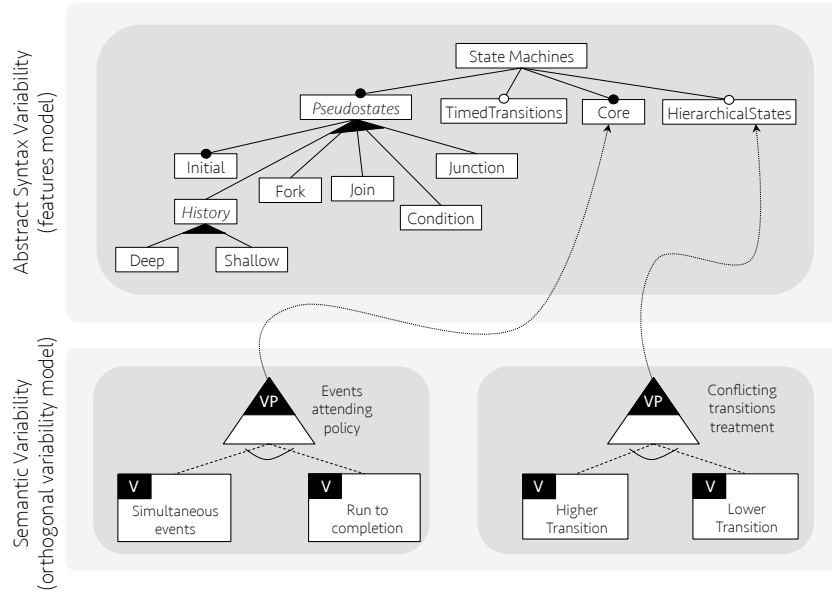 Abstract Syntax Variability
(features model)
State Machines
Pseudostates
TimedTransitions
Core
HierarchicalStates
Initial
Junction
Fork
Join
History
Condition
Deep
Shallow
Semantic Variability
(orthogonal variability model)
VP
Events
attending
policy
V
Simultaneous
events
V
Run to
completion
VP
Conflicting
transitions
treatment
V
Higher
Transition
V
Lower
Transition